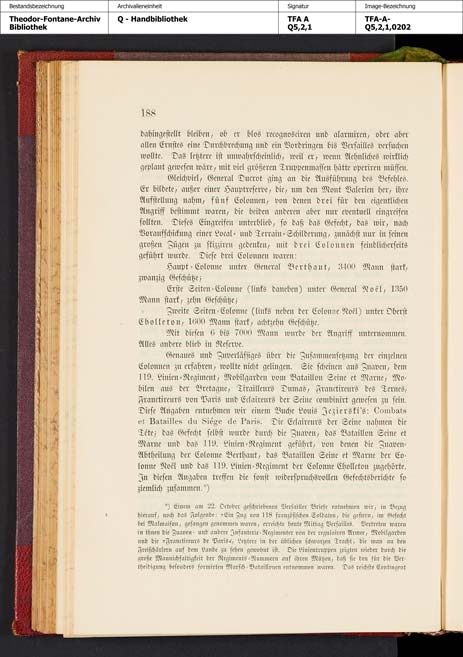 Bestandsbezeichnung
Archivalieneinheit
Signatur
Image-Bezeichnung
Theodor-Fontane-Archiv
Bibliothek
Q - Handbibliothek
TFA A
Q5,2,1
TFA-A-
Q5,2,1,0202
188
dahingestellt bleiben, ob er blos recognosciren und alarmiren, oder aber
allen Ernstes eine Durchbrechung und ein Vordringen bis Versailles versuchen
wollte. Das letztere ist unwahrscheinlich, weil er, wenn Aehnliches wirklich
geplant gewesen wäre, mit viel größeren Truppenmassen hätte operiren müssen.
Gleichviel, General Ducrot ging an die Ausführung des Befehles.
Er bildete, außer einer Hauptreserve, die, um den Mont Valerien her, ihre
Aufstellung nahm, fünf Colonnen, von denen drei für den eigentlichen
Angriff bestimmt waren, die beiden anderen aber nur eventuell eingreifen
sollten. Dieses Eingreifen unterblieb, so daß das Gefecht, das wir, nach
Voraufschickung einer Local- und Terrain-Schilderung, zunächst nur in seinen
großen Zügen zu skizziren gedenken, mit drei Colonnen feindlicherseits
geführt wurde. Diese drei Colonnen waren:
Haupt-Colonne unter General Berthaut, 3400 Mann stark,
zwanzig Geschütze;
Erste Seiten-Colonne (links daneben) unter General Noël, 1350
Mann stark, zehn Geschütze;
Zweite Seiten-Colonne (links neben der Colonne Noël) unter Oberst
Cholleton, 1600 Mann stark, achtzehn Geschütze.
Mit diesen 6 bis 7000 Mann wurde der Angriff unternommen.
Alles andere blieb in Reserve.
Genaues und Zuverlässiges über die Zusammensetzung der einzelnen
Colonnen zu erfahren, wollte nicht gelingen. Sie scheinen aus Zuaven, dem
119. Linien-Regiment, Mobilgarden vom Bataillon Seine et Marne, Mo-
bilen aus der Bretagne, Tirailleurs Dumas, Franctireurs des Ternes,
Franctireurs von Paris und Eclaireurs der Seine combinirt gewesen zu sein.
Diese Angaben entnehmen wir einem Buche Louis Jezierski's: Combats
et Batailles du Siége de Paris. Die Eclaireurs der Seine nahmen die
Tête; das Gefecht selbst wurde durch die Zuaven, das Bataillon Seine et
Marne und das 119. Linien-Regiment geführt, von denen die Zuaven-
Abtheilung der Colonne Berthaut, das Bataillon Seine et Marne der Co-
lonne Noël und das 119. Linien-Regiment der Colonne Cholleton zugehörte.
In diesen Angaben treffen die sonst widerspruchsvollen Gefechtsberichte so
ziemlich zusammen.*)
*) Einem am 22. October geschriebenen Versailler Briefe entnehmen wir, in Bezug
hierauf, noch das Folgende: »Ein Zug von 118 französischen Soldaten, die gestern, im Gefecht
bei Malmaison, gefangen genommen waren, erreichte heute Mittag Versailles. Vertreten waren
in ihnen die Zuaven- und andere Infanterie-Regimenter der regulairen Armee, Mobilgarden
und die »Franctireurs de Paris«, Letztere in der üblichen schwarzen Tracht, die man an den
Freischärlern auf dem Lande zu sehen gewohnt ist. Die Linientruppen zeigten wieder durch die
große Mannichfaltigkeit der Regiments-Nummern auf ihren Mützen, daß sie den für die Ver-
theidigung besonders formirten Marsch-Bataillonen entnommen waren. Das reichste Contingent